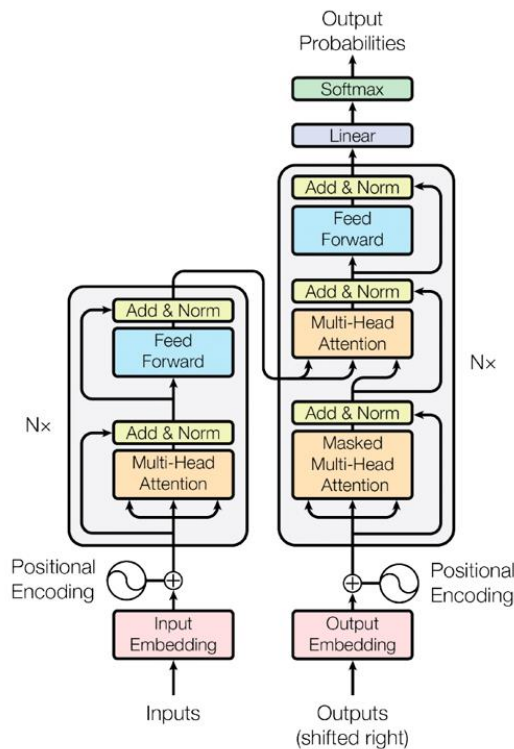 Output
Probabilities
Softmax
Linear
Add & Norm
Feed
Forward
Add & Norm
Multi-Head
Attention
Add & Norm
Masked
Multi-Head
Attention
N×
Add & Norm
Feed
Forward
Add & Norm
Multi-Head
Attention
N×
Positional
Encoding
Positional
Encoding
Input
Embedding
Output
Embedding
Inputs
Outputs
(shifted right)